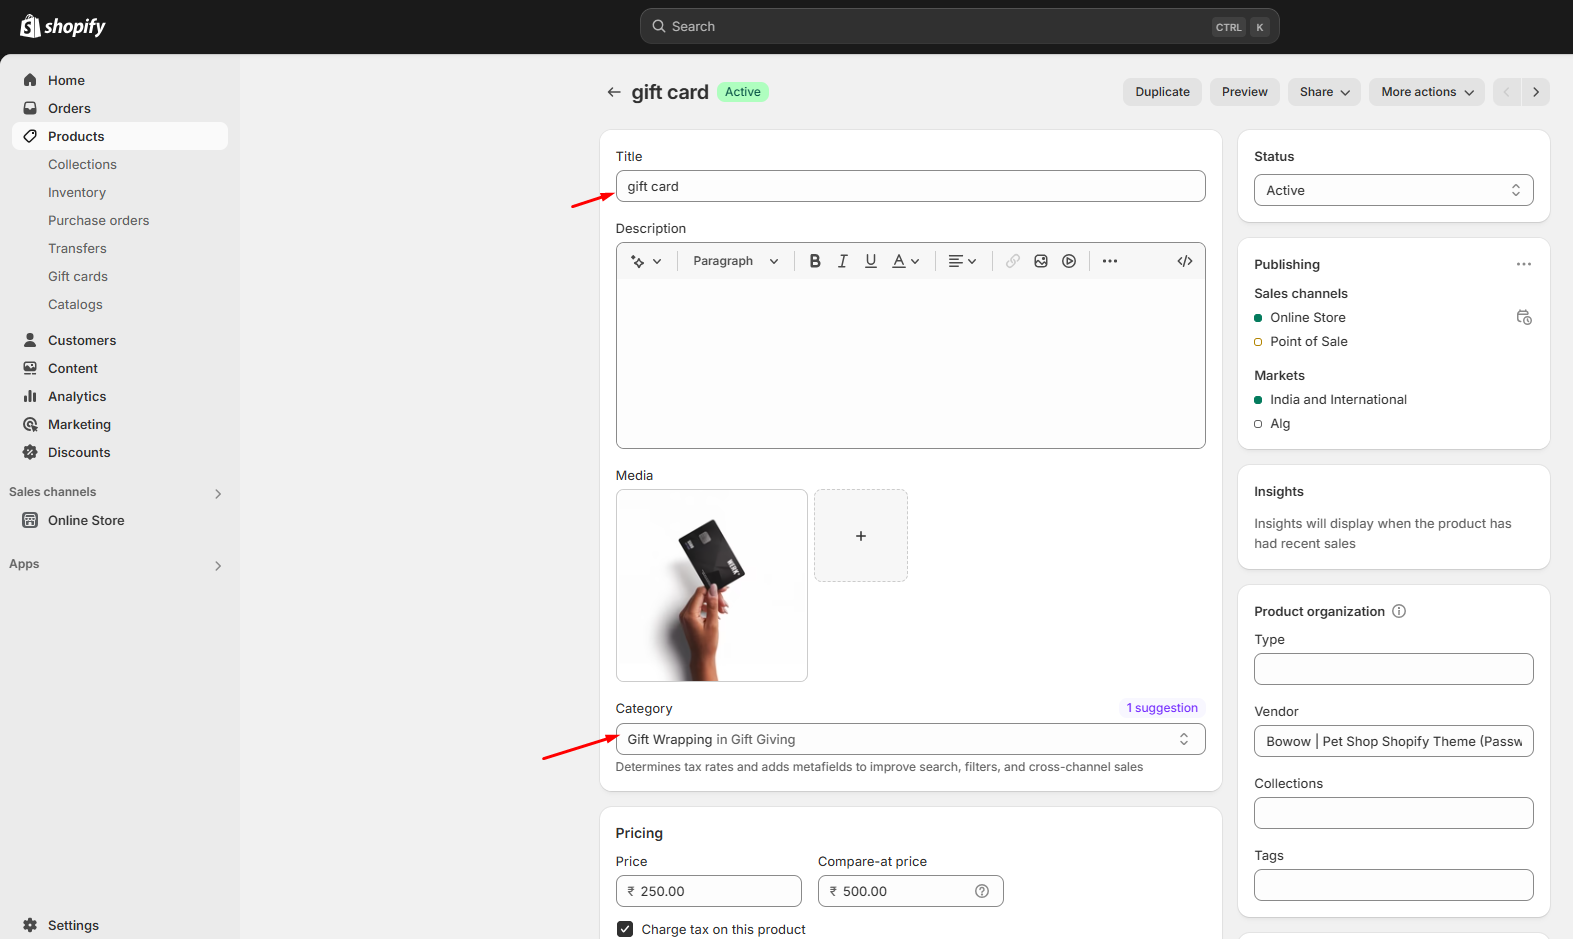 shopify
Search
CTRL K
Home
Orders
Products
Collections
Inventory
Purchase orders
Transfers
Gift cards
Catalogs
Customers
Content
Analytics
Marketing
Discounts
Sales channels
Online Store
Apps
Settings
gift card Active
Duplicate Preview Share More actions
Title
gift card
Description
Paragraph B I U A
Media
Category 1 suggestion
Gift Wrapping in Gift Giving
Determines tax rates and adds metafields to improve search, filters, and cross-channel sales
Pricing
Price Compare-at price
₹ 250.00 ₹ 500.00
Charge tax on this product
Status
Active
Publishing
Sales channels
Online Store
Point of Sale
Markets
India and International
Alg
Insights
Insights will display when the product has
had recent sales
Product organization
Type
Vendor
Bowow | Pet Shop Shopify Theme (Passw
Collections
Tags